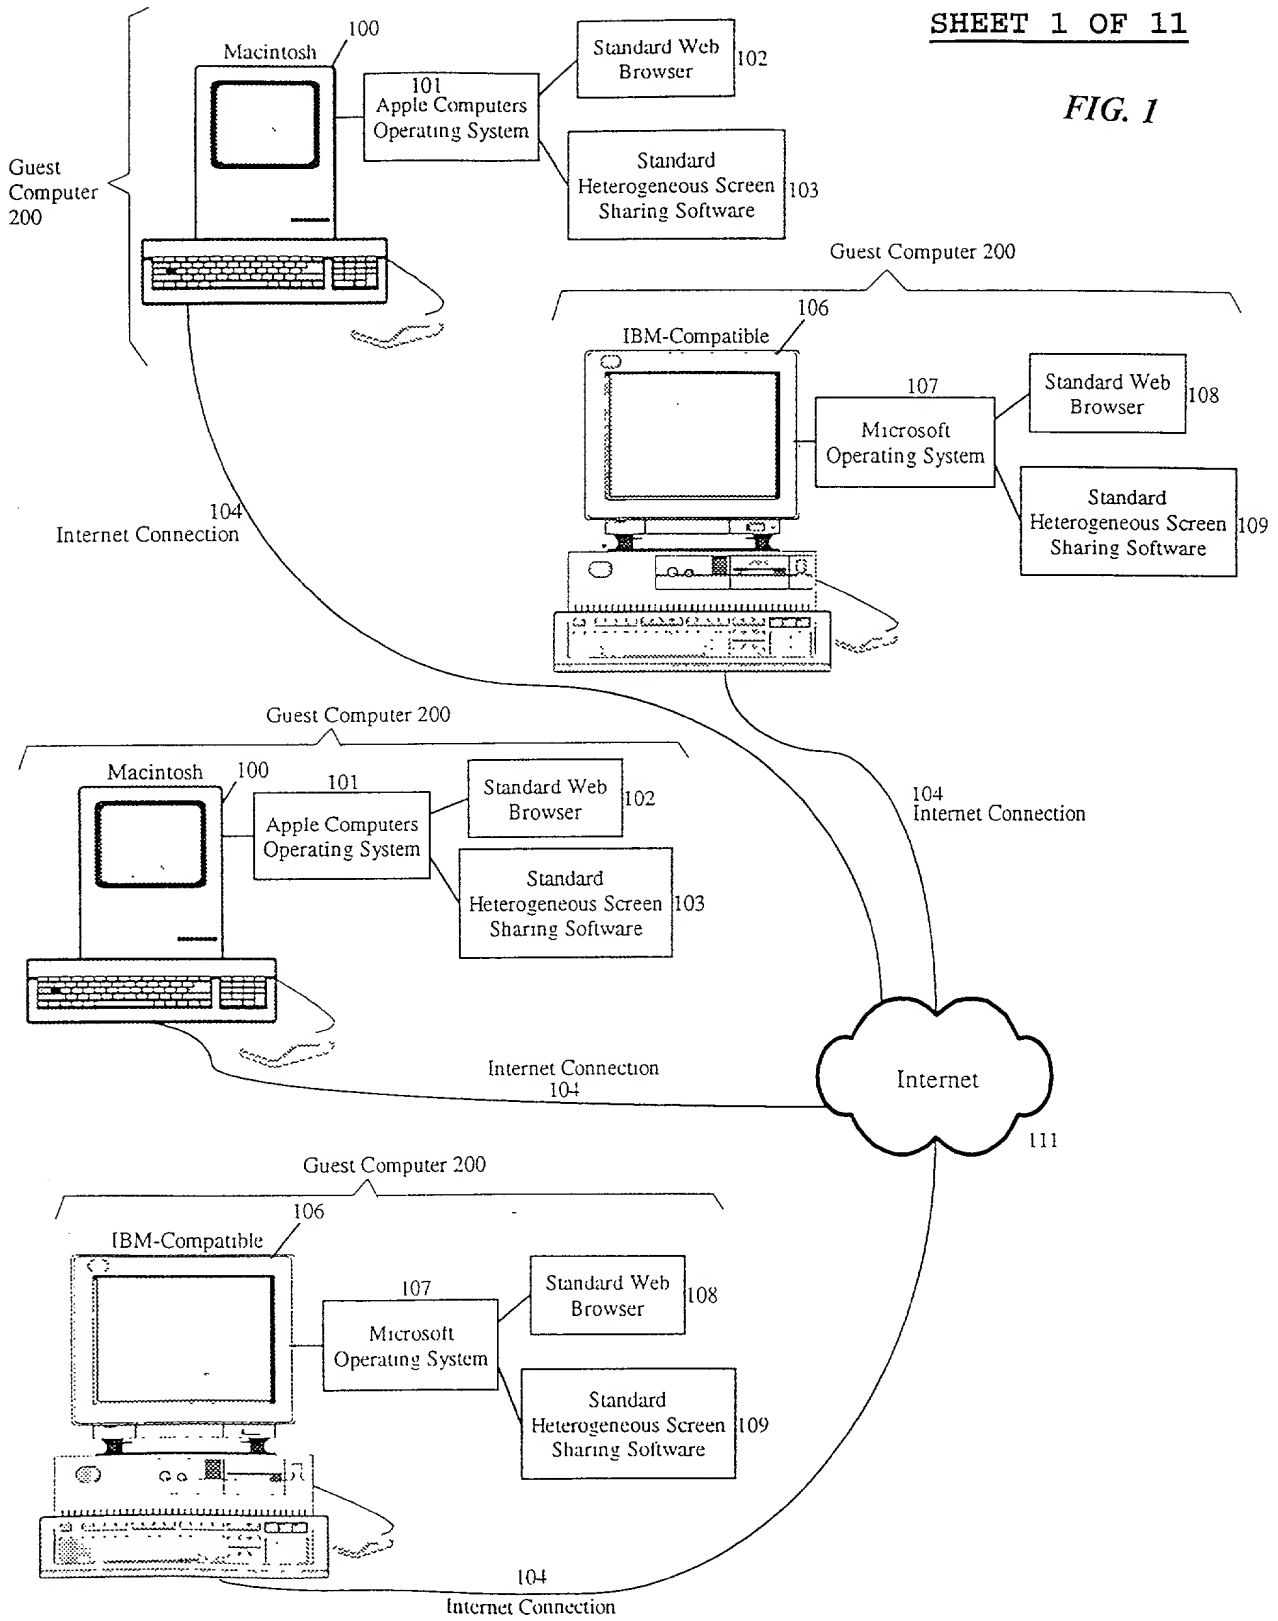 SHEET 1 OF 11
FIG. 1
100
Macintosh
101
Apple Computers
Operating System
Standard Web
Browser
102
Standard
Heterogeneous Screen
Sharing Software
103
Guest
Computer
200
Guest Computer 200
106
IBM-Compatible
107
Microsoft
Operating System
Standard Web
Browser
108
Standard
Heterogeneous Screen
Sharing Software
109
104
Internet Connection
104
Internet Connection
Guest Computer 200
Macintosh
100
101
Apple Computers
Operating System
Standard Web
Browser
102
Standard
Heterogeneous Screen
Sharing Software
103
Internet Connection
104
Internet
111
Guest Computer 200
106
IBM-Compatible
107
Microsoft
Operating System
Standard Web
Browser
108
Standard
Heterogeneous Screen
Sharing Software
109
104
Internet Connection